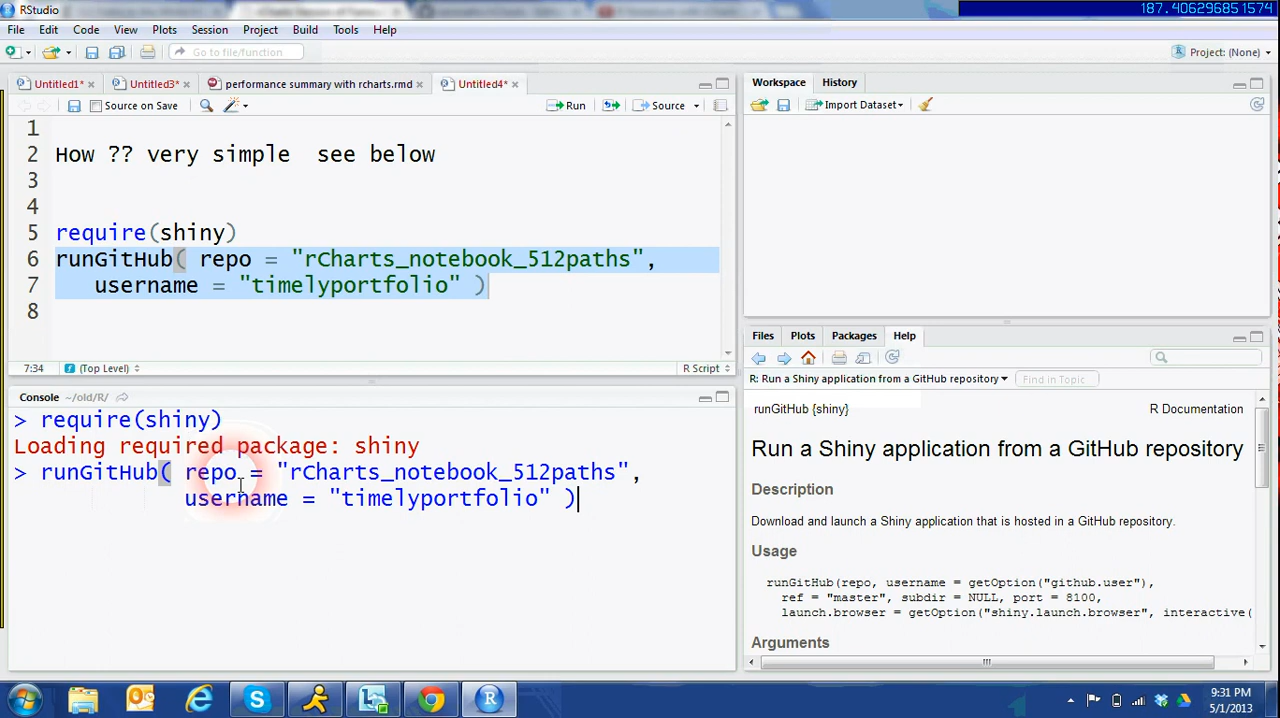 RStudio
187.406296851574
File Edit Code View Plots Session Project Build Tools Help
Go to file/function
Project: (None)
Untitled1* Untitled3* performance summary with rcharts.rmd Untitled4*
Source on Save
Run
Source
1
2 How ?? very simple see below
3
4
5 require(shiny)
6 runGitHub( repo = "rCharts_notebook_512paths",
7 username = "timelyportfolio" )
8
7:34 (Top Level)
R Script
Console ~/old/R/
> require(shiny)
Loading required package: shiny
> runGitHub( repo = "rCharts_notebook_512paths",
username = "timelyportfolio" )
Workspace History
Import Dataset
Files Plots Packages Help
R: Run a Shiny application from a GitHub repository
Find in Topic
runGitHub {shiny}
R Documentation
Run a Shiny application from a GitHub repository
Description
Download and launch a Shiny application that is hosted in a GitHub repository.
Usage
runGitHub(repo, username = getOption("github.user"),
ref = "master", subdir = NULL, port = 8100,
launch.browser = getOption("shiny.launch.browser", interactive(
Arguments
9:31 PM
5/1/2013